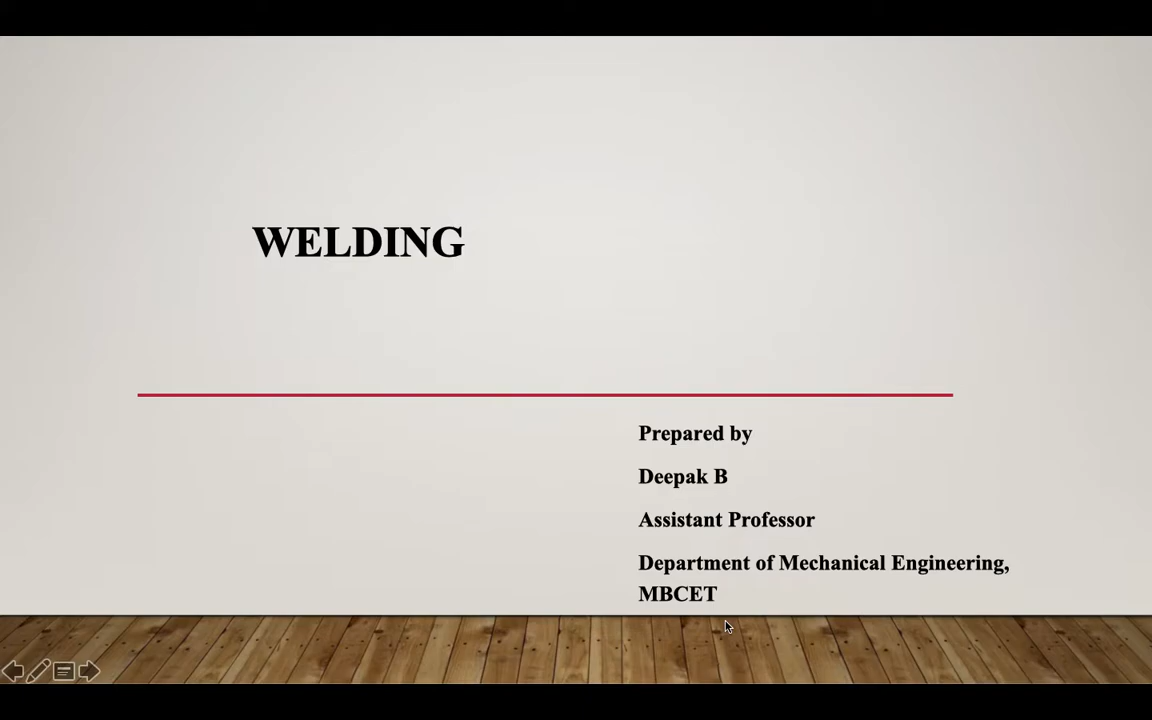 WELDING
Prepared by
Deepak B
Assistant Professor
Department of Mechanical Engineering,
MBCET